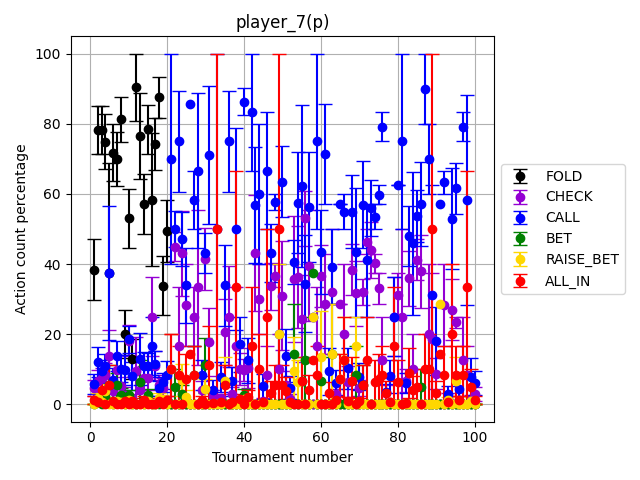 player_7(p)
Action count percentage
100
80
60
40
20
0
0 20 40 60 80 100
Tournament number
FOLD
CHECK
CALL
BET
RAISE_BET
ALL_IN